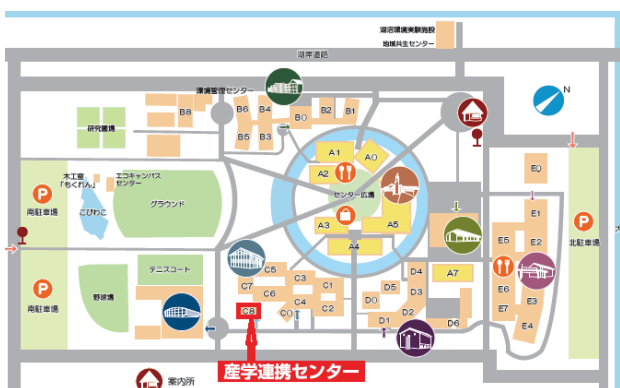 湖沼環境実験施設
地域共生センター
湖岸道路
環境管理センター
N
B8
B6
B4
B2
B1
B0
B5
B3
研究圃場
A1
A0
A2
センター広場
A3
A5
A4
木工室
「もくれん」
エコキャンパス
センター
P
南駐車場
こびわこ
グラウンド
E0
E1
E5
E2
P
北駐車場
E6
E3
E7
E4
テニスコート
野球場
P
南駐車場
C5
C7
C6
C3
C1
C4
C2
C0
C8
D4
D5
D3
D0
D2
D1
D6
A7
産学連携センター
案内所